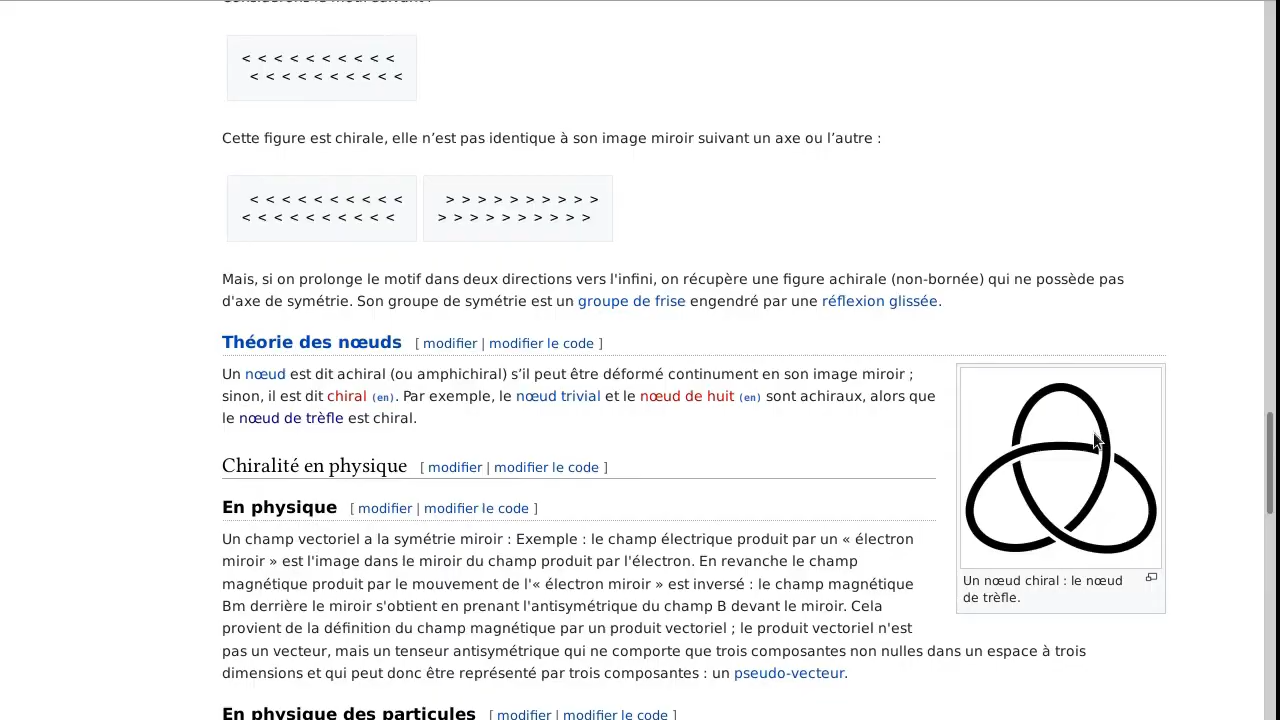 < < < < < < < < < <
< < < < < < < < < <
Cette figure est chirale, elle n’est pas identique à son image miroir suivant un axe ou l’autre :
< < < < < < < < < <
< < < < < < < < < <
> > > > > > > > > >
> > > > > > > > > >
Mais, si on prolonge le motif dans deux directions vers l'infini, on récupère une figure achirale (non-bornée) qui ne possède pas
d'axe de symétrie. Son groupe de symétrie est un groupe de frise engendré par une réflexion glissée.
Théorie des nœuds [ modifier | modifier le code ]
Un nœud est dit achiral (ou amphichiral) s’il peut être déformé continument en son image miroir ;
sinon, il est dit chiral (en). Par exemple, le nœud trivial et le nœud de huit (en) sont achiraux, alors que
le nœud de trèfle est chiral.
Un nœud chiral : le nœud
de trèfle.
Chiralité en physique [ modifier | modifier le code ]
En physique [ modifier | modifier le code ]
Un champ vectoriel a la symétrie miroir : Exemple : le champ électrique produit par un « électron
miroir » est l'image dans le miroir du champ produit par l'électron. En revanche le champ
magnétique produit par le mouvement de l'« électron miroir » est inversé : le champ magnétique
Bm derrière le miroir s'obtient en prenant l'antisymétrique du champ B devant le miroir. Cela
provient de la définition du champ magnétique par un produit vectoriel ; le produit vectoriel n'est
pas un vecteur, mais un tenseur antisymétrique qui ne comporte que trois composantes non nulles dans un espace à trois
dimensions et qui peut donc être représenté par trois composantes : un pseudo-vecteur.
En physique des particules [ modifier | modifier le code ]